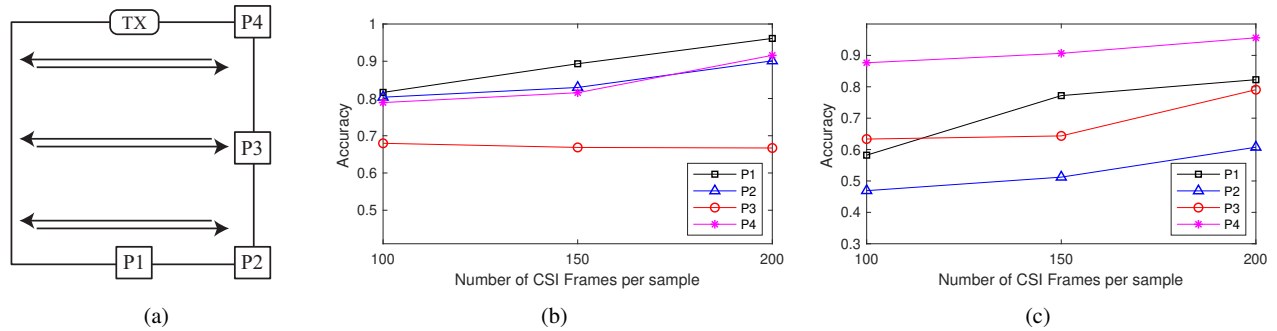 TX
P4
P3
P1
P2
(a)
Accuracy
1
0.9
0.8
0.7
0.6
0.5
100
150
200
Number of CSI Frames per sample
P1
P2
P3
P4
(b)
Accuracy
0.9
0.8
0.7
0.6
0.5
0.4
0.3
100
150
200
Number of CSI Frames per sample
P1
P2
P3
P4
(c)